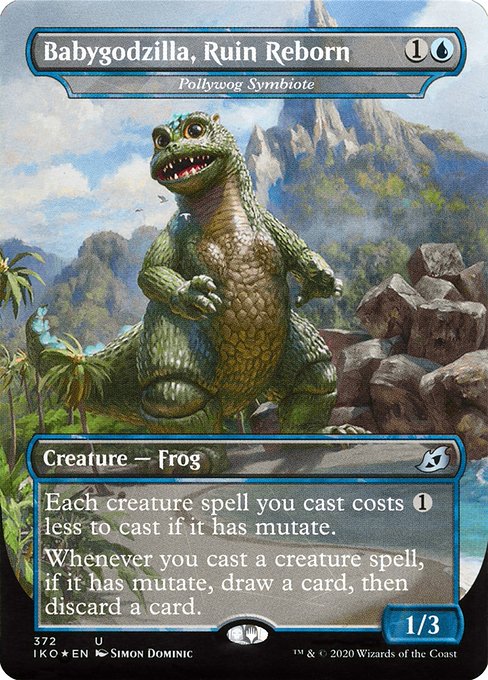 Babygodzilla, Ruin Reborn 1
Pollywog Symbiote
Creature — Frog
Each creature spell you cast costs 1
less to cast if it has mutate.
Whenever you cast a creature spell,
if it has mutate, draw a card, then
discard a card.
1/3
372 U
IKO ★ EN Simon Dominic
™ & © 2020 Wizards of the Coast